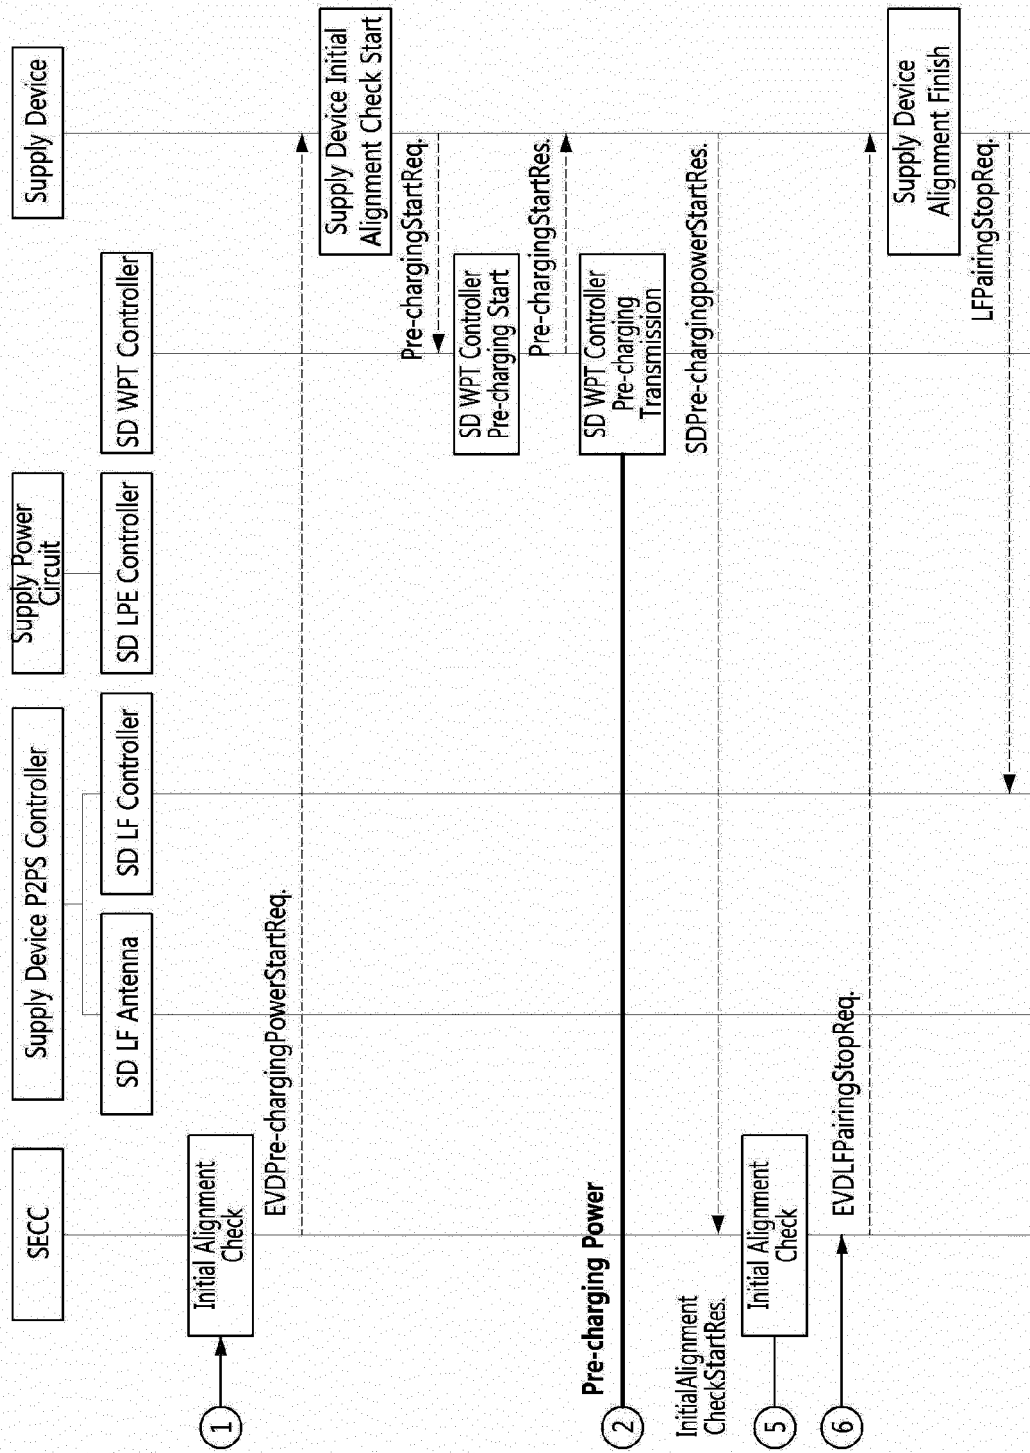 SECC
Supply Device P2PS Controller
Supply Power
Circuit
Supply Device
SD LF Antenna
SD LF Controller
SD LPE Controller
SD WPT Controller
1
Initial Alignment
Check
EVDPre-chargingPowerStartReq.
Supply Device Initial
Alignment Check Start
Pre-chargingStartReq.
SD WPT Controller
Pre-charging Start
Pre-chargingStartRes.
2
Pre-charging Power
SD WPT Controller
Pre-charging
Transmission
InitialAlignment
CheckStartRes.
SDPre-chargingpowerStartRes.
5
Initial Alignment
Check
6
EVDLFPairingStopReq.
Supply Device
Alignment Finish
LFPairingStopReq.